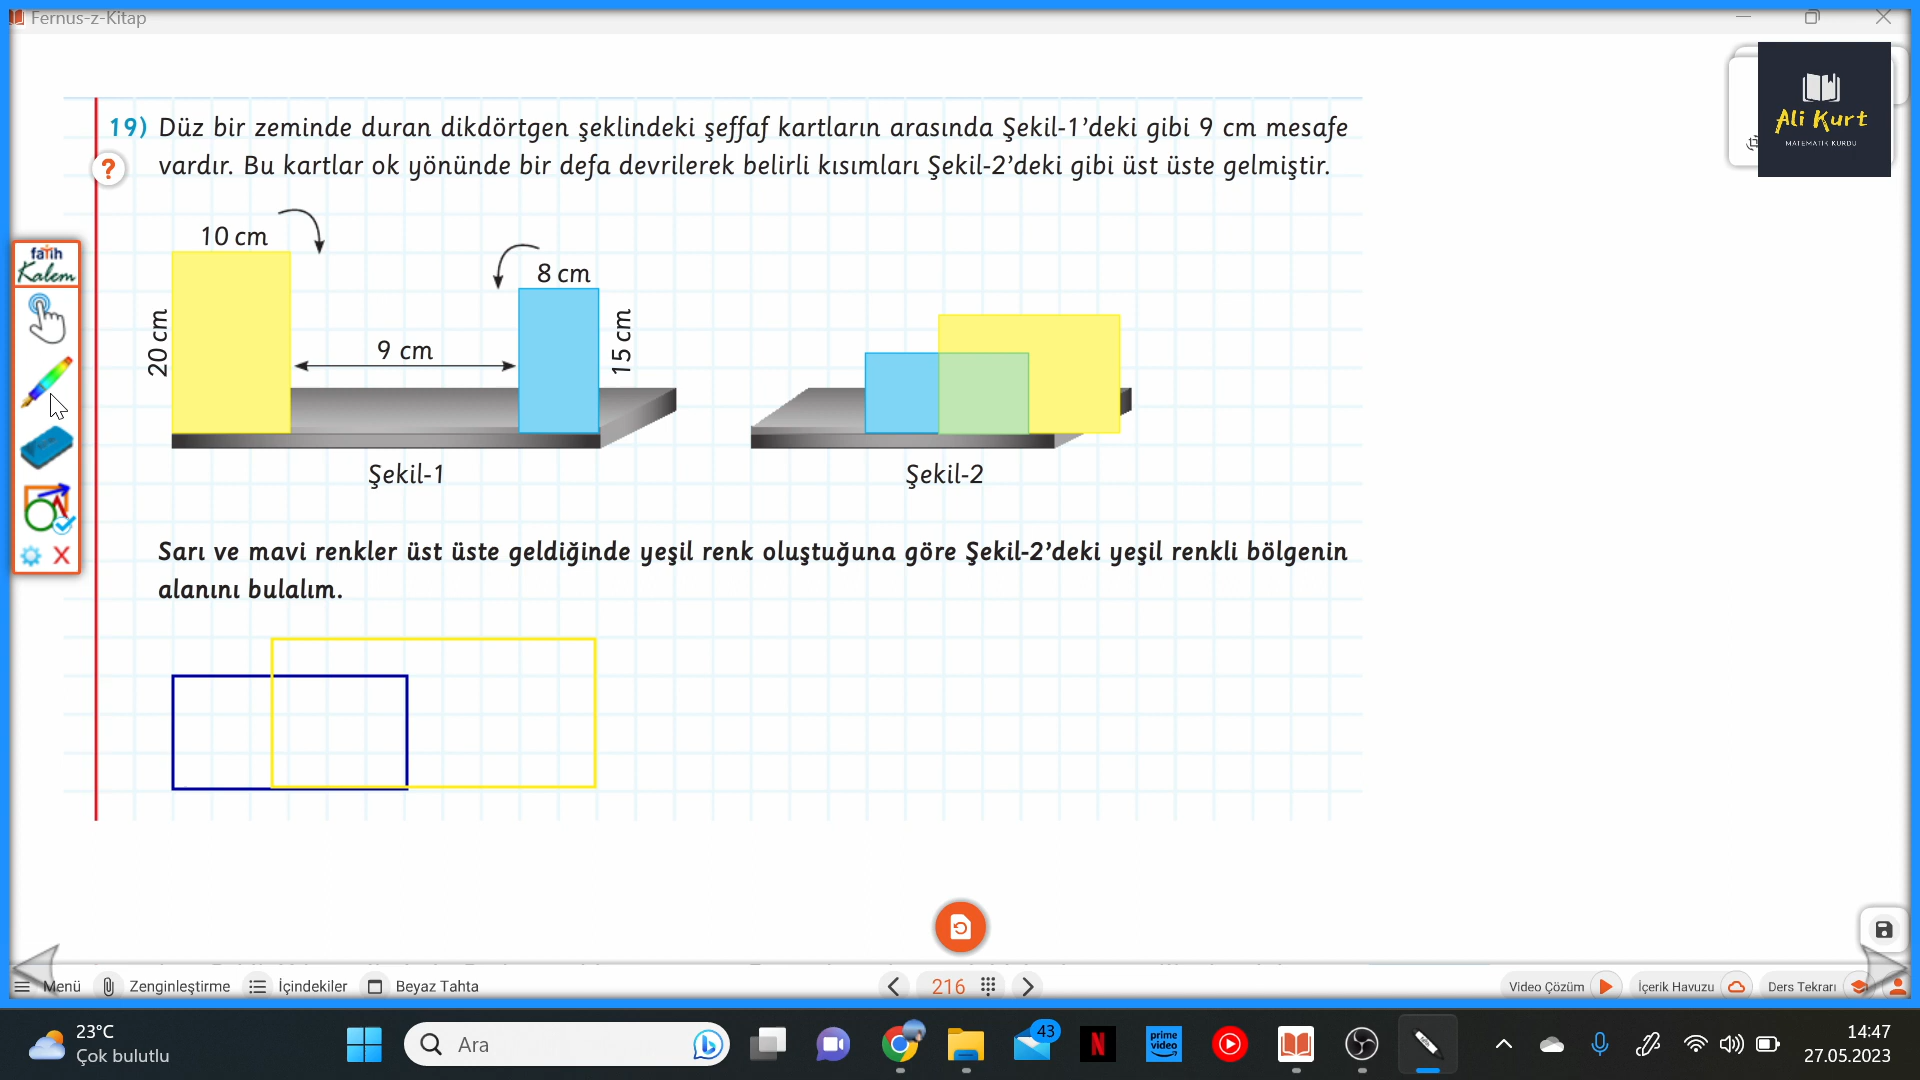 Fernus-z-Kitap
Ali Kurt
MATEMATİK KURDU
19) Düz bir zeminde duran dikdörtgen şeklindeki şeffaf kartların arasında Şekil-1’deki gibi 9 cm mesafe
? vardır. Bu kartlar ok yönünde bir defa devrilerek belirli kısımları Şekil-2’deki gibi üst üste gelmiştir.
fatih
Kalem
10 cm
20 cm
9 cm
8 cm
15 cm
Şekil-1
Şekil-2
Sarı ve mavi renkler üst üste geldiğinde yeşil renk oluştuğuna göre Şekil-2’deki yeşil renkli bölgenin
alanını bulalım.
Menü Zenginleştirme İçindekiler Beyaz Tahta 216 Video Çözüm İçerik Havuzu Ders Tekrarı
23°C
Çok bulutlu
Ara
43
N
prime
video
14:47
27.05.2023